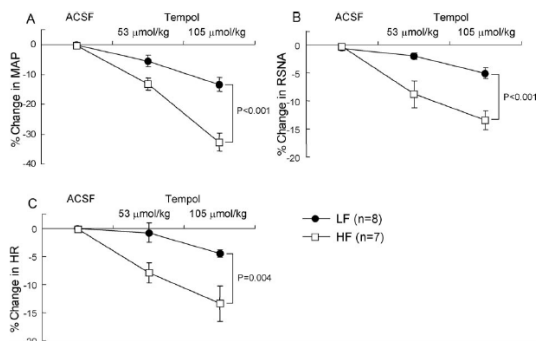 A
ACSF
Tempol
53 μmol/kg
105 μmol/kg
0
-10
-20
-30
-40
% Change in MAP
P<0.001
B
ACSF
Tempol
53 μmol/kg
105 μmol/kg
0
-5
-10
-15
-20
% Change in RSNA
P<0.001
C
ACSF
Tempol
53 μmol/kg
105 μmol/kg
0
-5
-10
-15
-20
% Change in HR
P=0.004
LF (n=8)
HF (n=7)